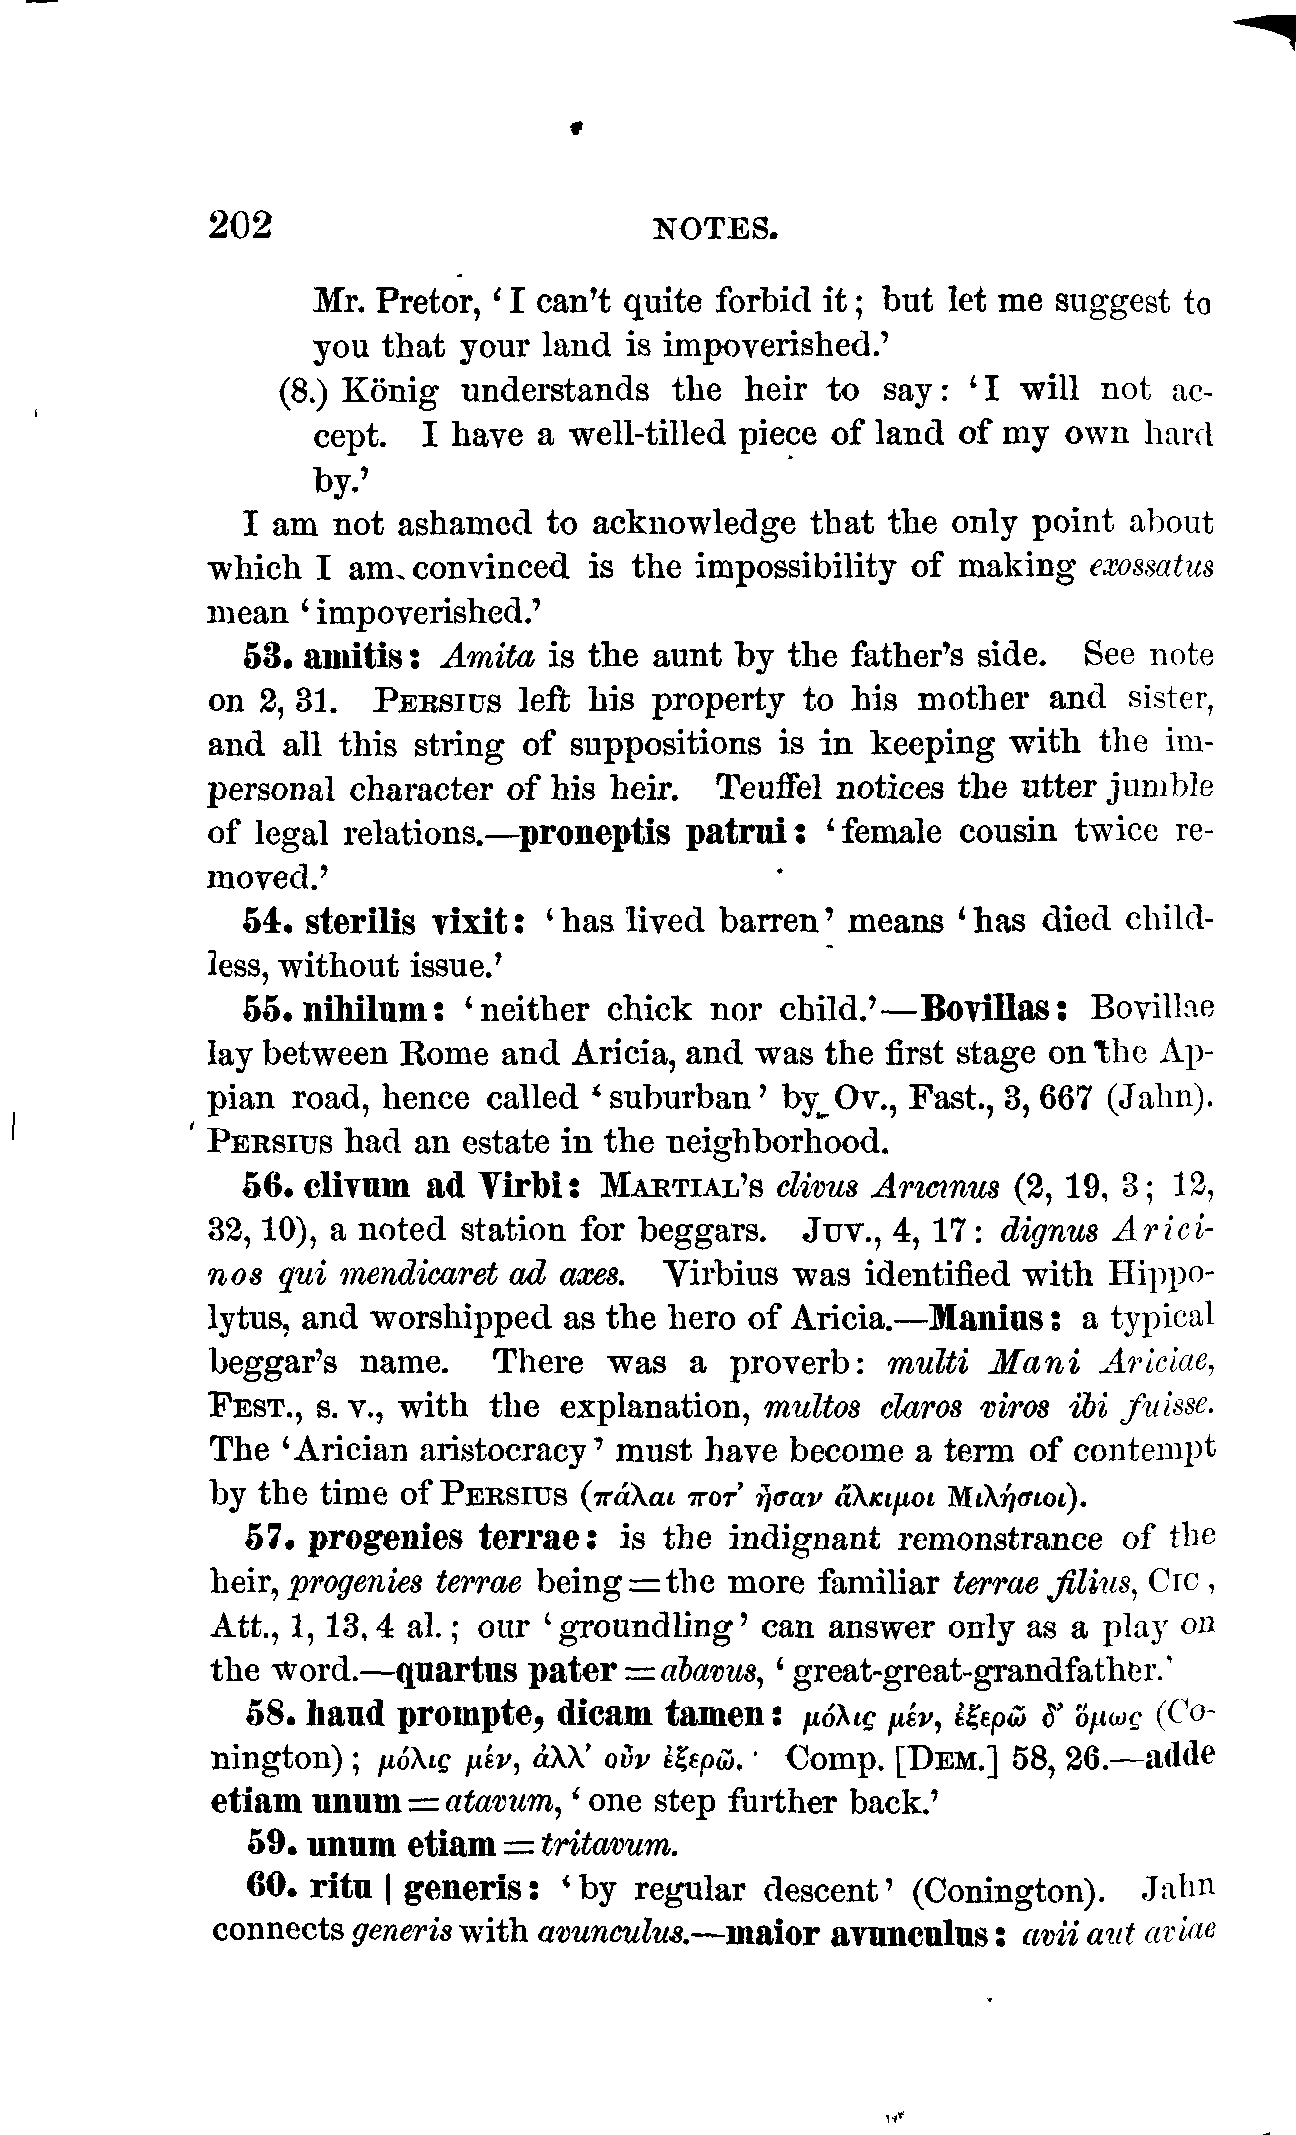 202 NOTES.
Mr. Pretor, ‘I can't quite forbid it; but let me suggest to
you that your land is impoverished.’
(8.) König understands the heir to say: ‘I will not ac-
cept. I have a well-tilled piece of land of my own hard
by.’
I am not ashamed to acknowledge that the only point about
which I am convinced is the impossibility of making exossatus
mean ‘impoverished.’
53. amitis: Amita is the aunt by the father's side. See note
on 2, 31. PERSIUS left his property to his mother and sister,
and all this string of suppositions is in keeping with the im-
personal character of his heir. Teuffel notices the utter jumble
of legal relations.—proneptis patrui: ‘female cousin twice re-
moved.’
54. sterilis vixit: ‘has lived barren’ means ‘has died child-
less, without issue.’
55. nihilum: ‘neither chick nor child.’—Bovillas: Bovillae
lay between Rome and Aricia, and was the first stage on the Ap-
pian road, hence called ‘suburban’ by Ov., Fast., 3, 667 (Jahn).
PERSIUS had an estate in the neighborhood.
56. clivum ad Virbi: MARTIAL'S clivus Aricinus (2, 19, 3; 12,
32, 10), a noted station for beggars. JUV., 4, 17: dignus Arici-
nos qui mendicaret ad axes. Virbius was identified with Hippo-
lytus, and worshipped as the hero of Aricia.—Manius: a typical
beggar's name. There was a proverb: multi Mani Ariciae,
FEST., s. v., with the explanation, multos claros viros ibi fuisse.
The ‘Arician aristocracy’ must have become a term of contempt
by the time of PERSIUS (πάλαι ποτ’ ἦσαν ἄλκιμοι Μιλήσιοι).
57. progenies terrae: is the indignant remonstrance of the
heir, progenies terrae being = the more familiar terrae filius, CIC,
Att., 1, 13, 4 al.; our ‘groundling’ can answer only as a play on
the word.—quartus pater = abavus, ‘great-great-grandfather.’
58. haud prompte, dicam tamen: μόλις μέν, ἐξερῶ δ’ ὅμως (Co-
nington); μόλις μέν, ἀλλ’ οὖν ἐξερῶ. Comp. [DEM.] 58, 26.—adde
etiam unum = atavum, ‘one step further back.’
59. unum etiam = tritavum.
60. ritu | generis: ‘by regular descent’ (Conington). Jahn
connects generis with avunculus.—maior avunculus: avii aut aviae